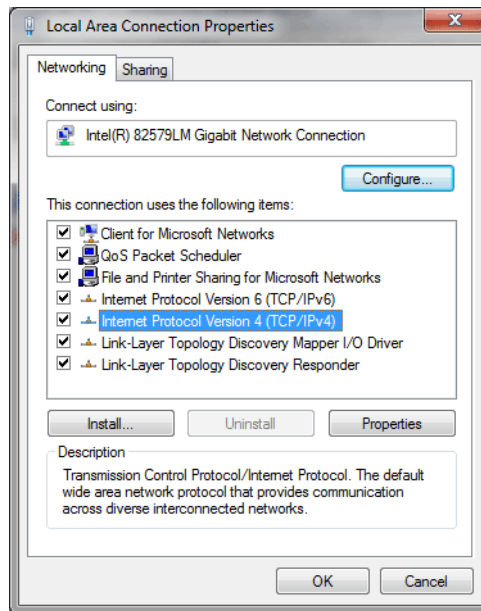 Local Area Connection Properties
Networking
Sharing
Connect using:
Intel(R) 82579LM Gigabit Network Connection
Configure...
This connection uses the following items:
Client for Microsoft Networks
QoS Packet Scheduler
File and Printer Sharing for Microsoft Networks
Internet Protocol Version 6 (TCP/IPv6)
Internet Protocol Version 4 (TCP/IPv4)
Link-Layer Topology Discovery Mapper I/O Driver
Link-Layer Topology Discovery Responder
Install...
Uninstall
Properties
Description
Transmission Control Protocol/Internet Protocol. The default
wide area network protocol that provides communication
across diverse interconnected networks.
OK
Cancel